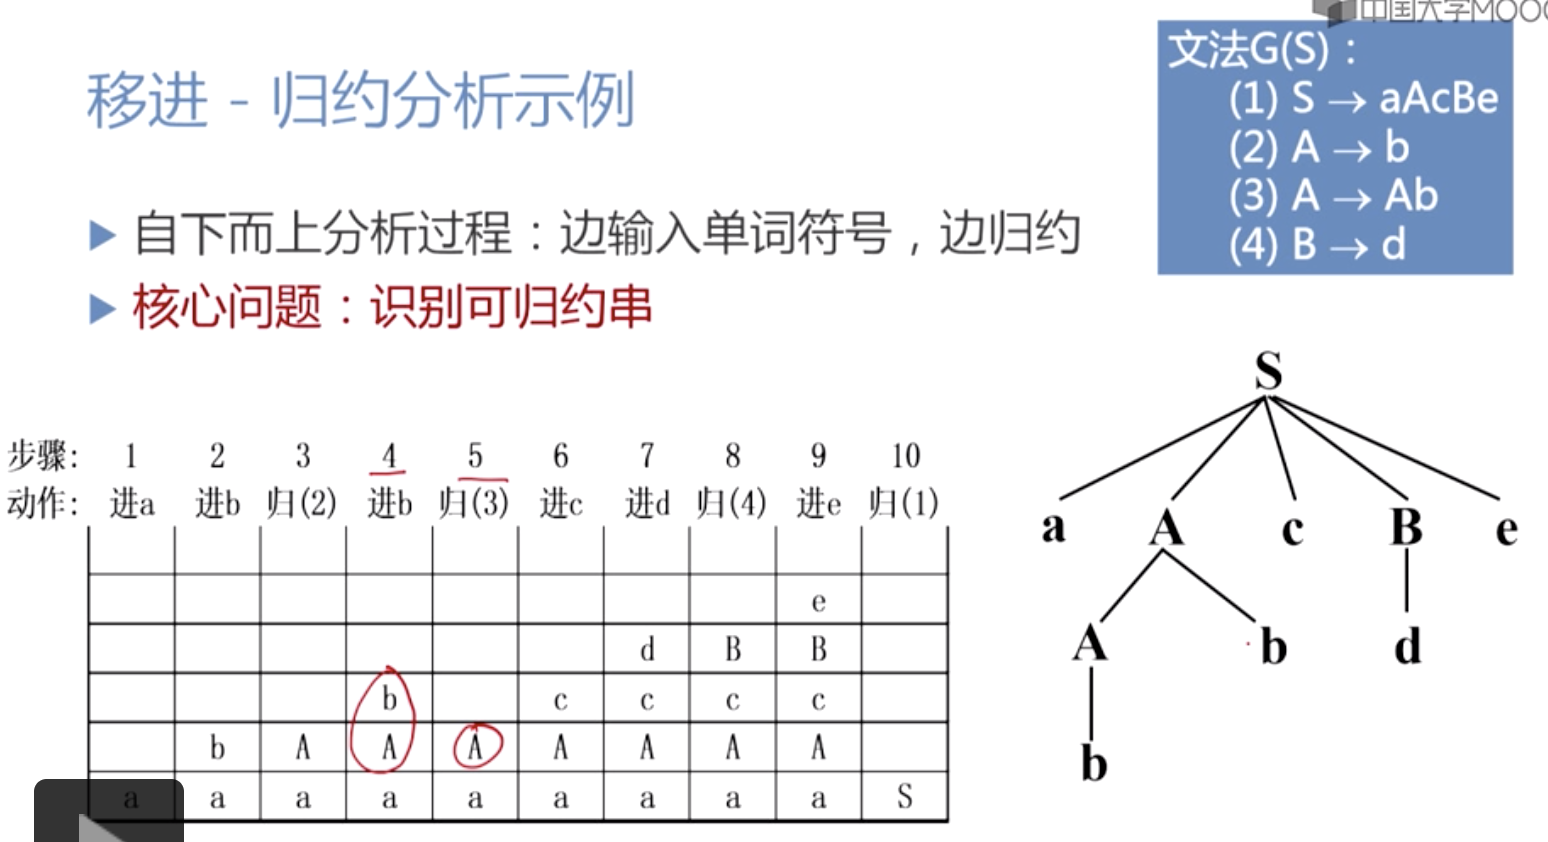 中国大学MOOC
移进 - 归约分析示例
文法G(S)：
(1) S → aAcBe
(2) A → b
(3) A → Ab
(4) B → d
▶ 自下而上分析过程：边输入单词符号，边归约
▶ 核心问题：识别可归约串
步骤: 1 2 3 4 5 6 7 8 9 10
动作: 进a 进b 归(2) 进b 归(3) 进c 进d 归(4) 进e 归(1)
e
d B B
b c c c c
b A A A A A A A
a a a a a a a a a S
S
a A c B e
A b d
b